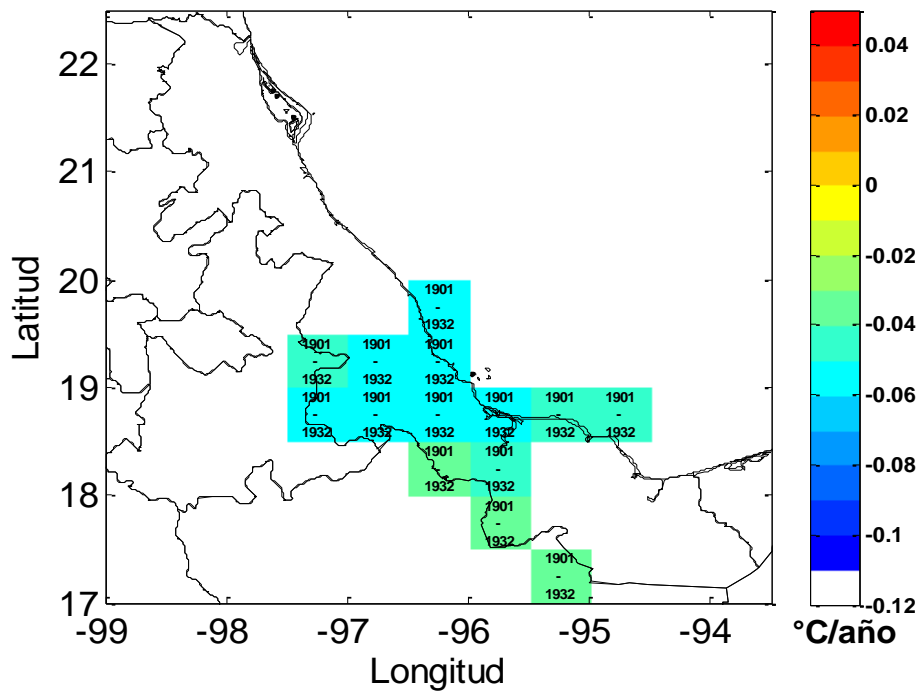 22
21
20
19
18
17
Latitud
1901
-
1932
1901 1901 1901
- - -
1932 1932 1932
1901 1901 1901 1901 1901 1901
- - - - - -
1932 1932 1932 1932 1932 1932
1901 1901
- -
1932 1932
1901
-
1932
1901
-
1932
-99 -98 -97 -96 -95 -94
Longitud
0.04
0.02
0
-0.02
-0.04
-0.06
-0.08
-0.1
-0.12
°C/año